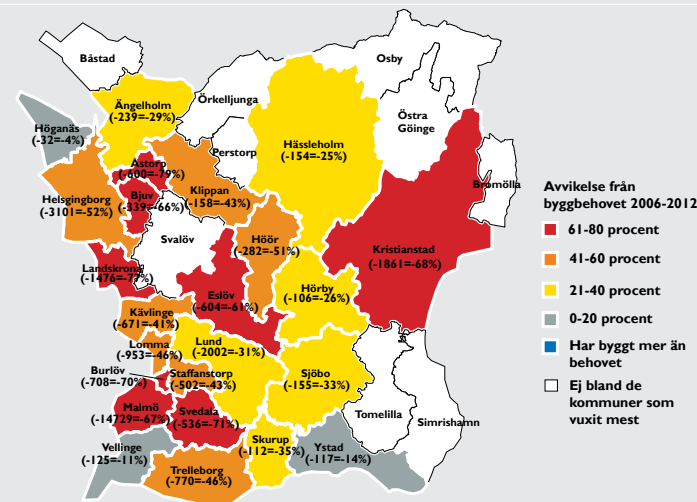 Båstad
Osby
Ängelholm
(-239=-29%)
Örkelljunga
Östra
Göinge
Höganäs
(-32=-4%)
Perstorp
Hässleholm
(-154=-25%)
Åstorp
(-600=-79%)
Klippan
(-158=-43%)
Bromölla
Helsgingborg
(-3101=-52%)
Bjuv
(-339=-66%)
Svalöv
Höör
(-282=-51%)
Kristianstad
(-1861=-68%)
Landskrona
(-1476=-77%)
Eslöv
(-604=-61%)
Hörby
(-106=-26%)
Kävlinge
(-671=-41%)
Lomma
(-953=-46%)
Lund
(-2002=-31%)
Burlöv
(-708=-70%)
Staffanstorp
(-502=-43%)
Sjöbo
(-155=-33%)
Malmö
(-14729=-67%)
Svedala
(-536=-71%)
Tomelilla
Simrishamn
Vellinge
(-125=-11%)
Skurup
(-112=-35%)
Ystad
(-117=-14%)
Trelleborg
(-770=-46%)
Avvikelse från
byggbehovet 2006-2012
61-80 procent
41-60 procent
21-40 procent
0-20 procent
Har byggt mer än
behovet
Ej bland de
kommuner som
vuxit mest